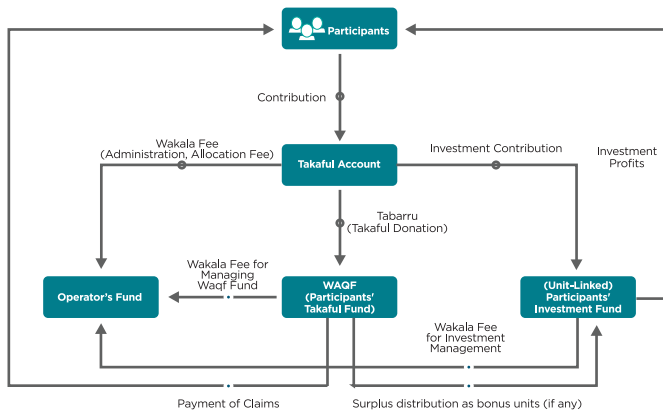 Participants
Contribution
Wakala Fee
(Administration, Allocation Fee)
Takaful Account
Investment Contribution
Investment
Profits
Tabarru
(Takaful Donation)
Wakala Fee for
Managing
Waqf Fund
Operator's Fund
WAQF
(Participants'
Takaful Fund)
(Unit-Linked)
Participants'
Investment Fund
Wakala Fee
for Investment
Management
Payment of Claims
Surplus distribution as bonus units (if any)